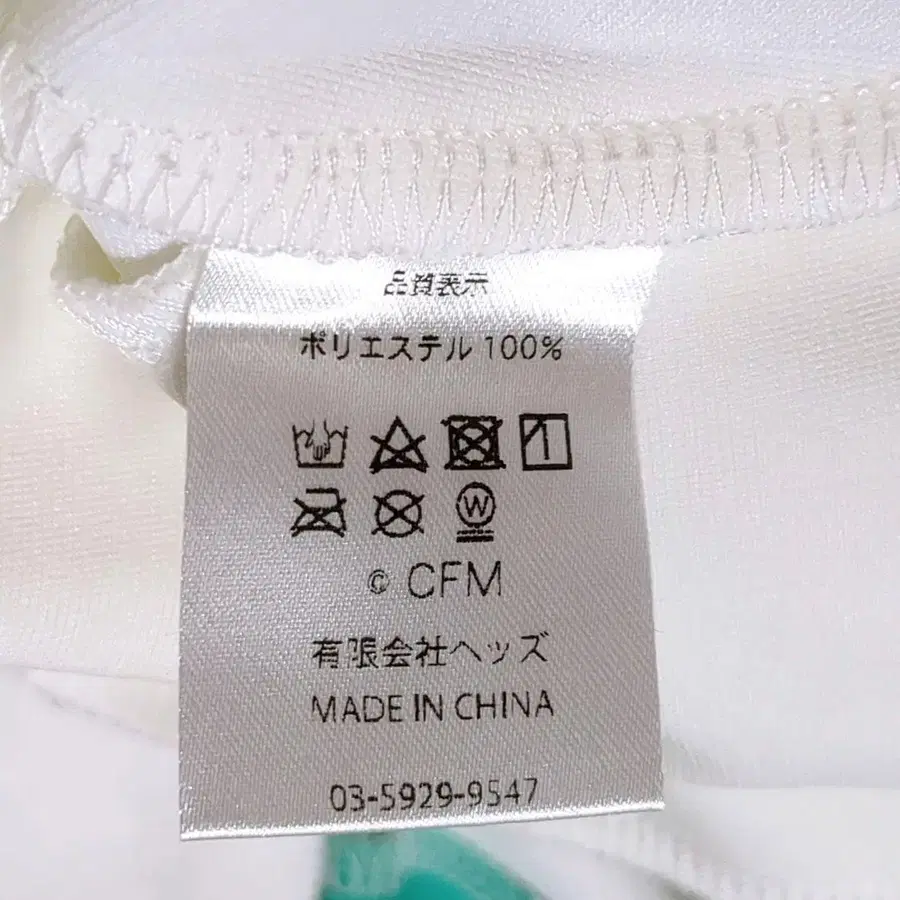 品質表示
ポリエステル 100%
W
© CFM
有限会社ヘッズ
MADE IN CHINA
03-5929-9547